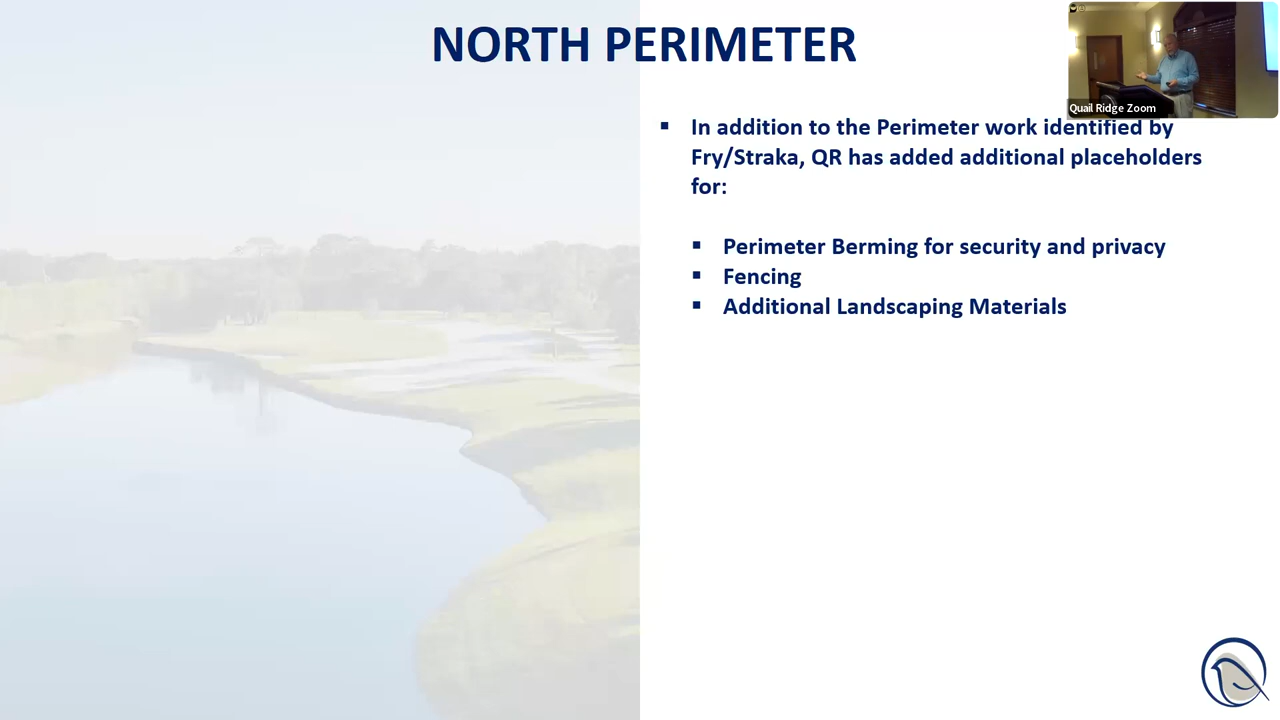 NORTH PERIMETER
Quail Ridge Zoom
▪ In addition to the Perimeter work identified by
Fry/Straka, QR has added additional placeholders
for:
▪ Perimeter Berming for security and privacy
▪ Fencing
▪ Additional Landscaping Materials